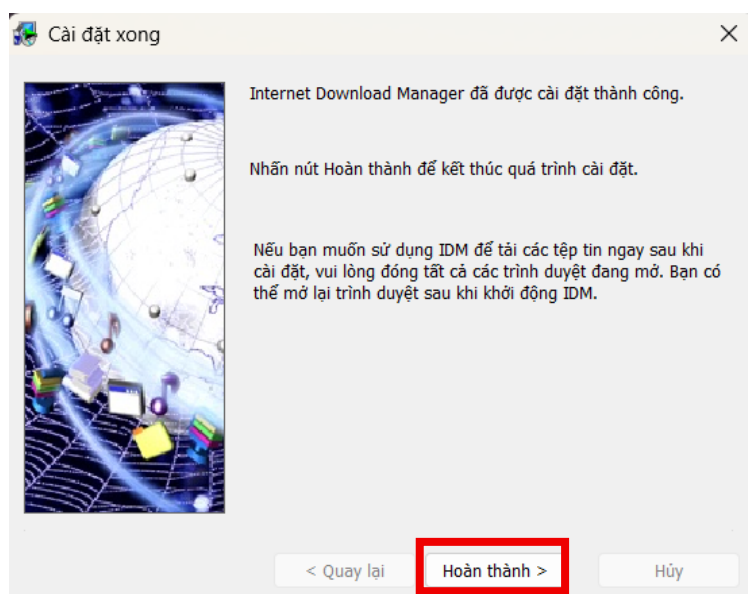 Cài đặt xong
Internet Download Manager đã được cài đặt thành công.
Nhấn nút Hoàn thành để kết thúc quá trình cài đặt.
Nếu bạn muốn sử dụng IDM để tải các tệp tin ngay sau khi
cài đặt, vui lòng đóng tất cả các trình duyệt đang mở. Bạn có
thể mở lại trình duyệt sau khi khởi động IDM.
< Quay lại
Hoàn thành >
Hủy